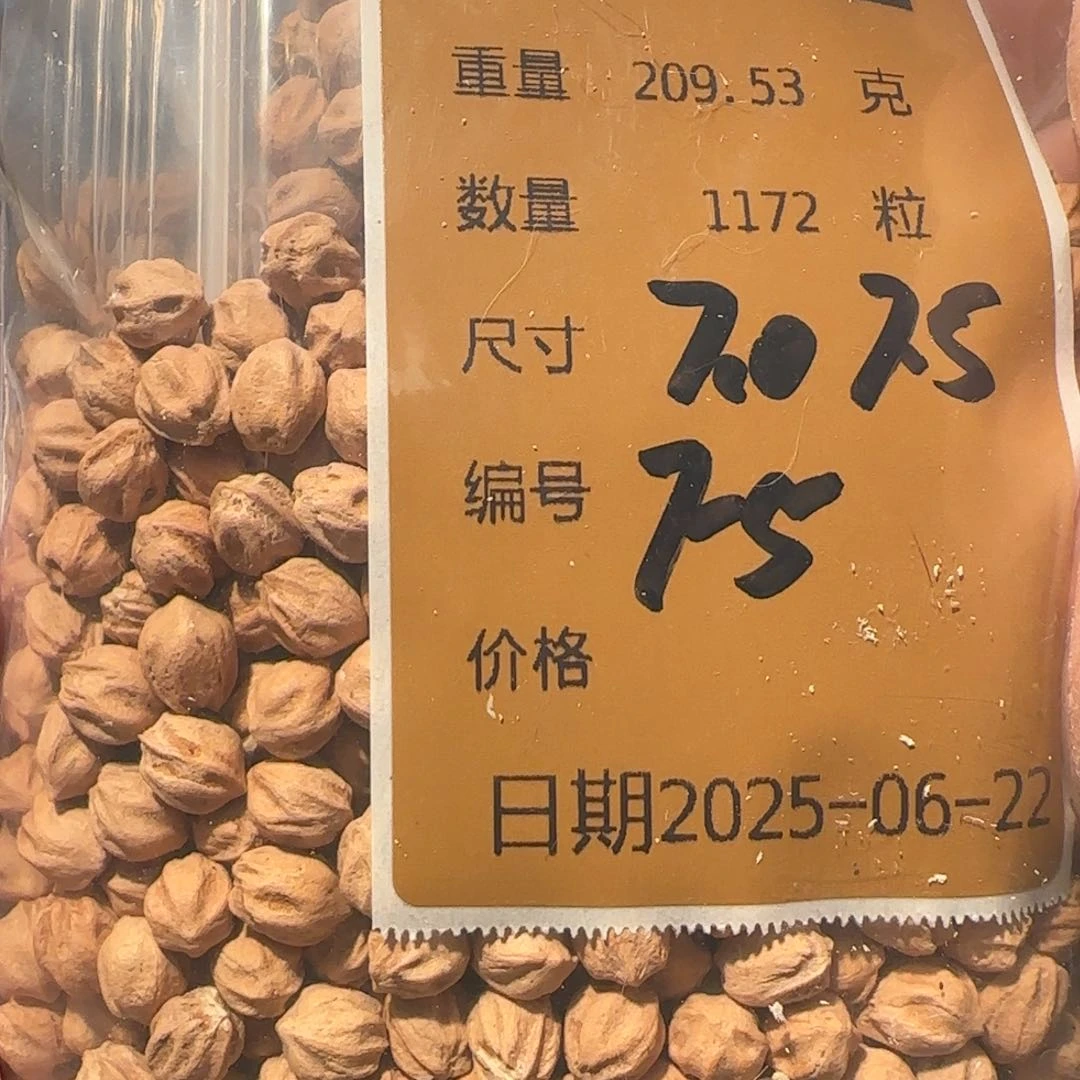 重量 209.53 克
数量 1172 粒
尺寸 7.0 7.5
编号 75
价格
日期2025-06-22